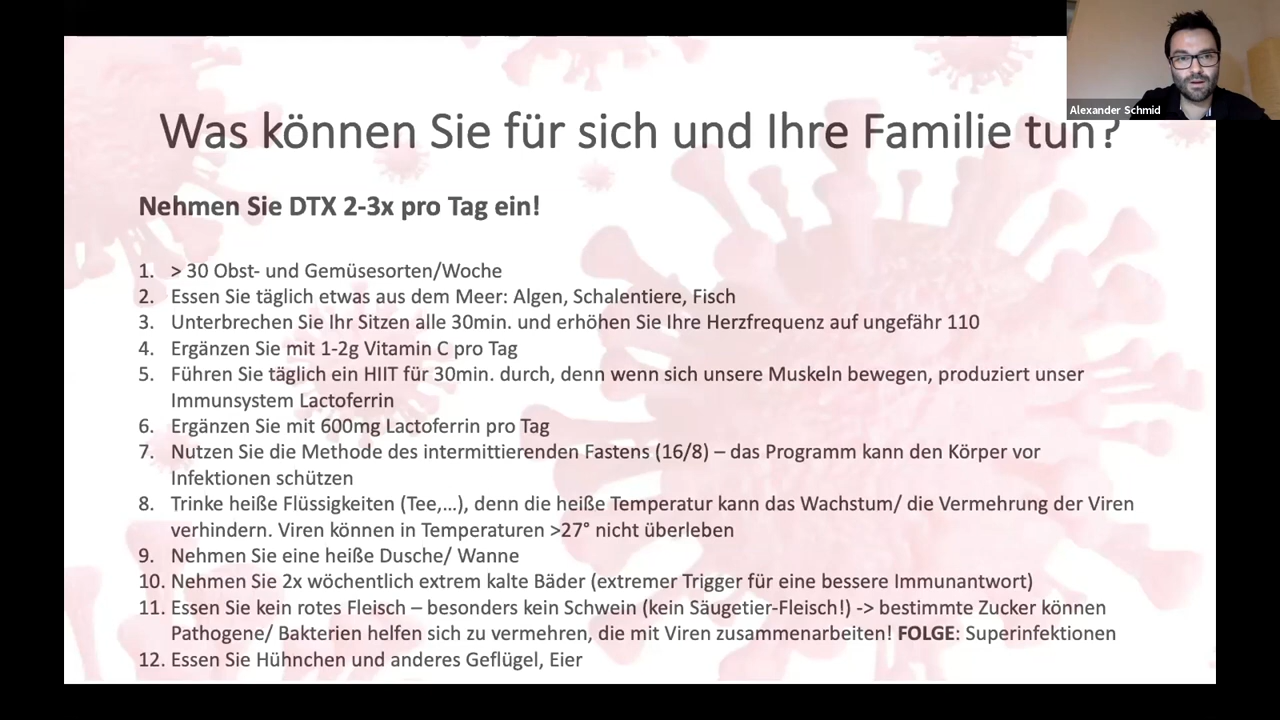 Alexander Schmid
Was können Sie für sich und Ihre Familie tun?
Nehmen Sie DTX 2-3x pro Tag ein!
1. > 30 Obst- und Gemüsesorten/Woche
2. Essen Sie täglich etwas aus dem Meer: Algen, Schalentiere, Fisch
3. Unterbrechen Sie Ihr Sitzen alle 30min. und erhöhen Sie Ihre Herzfrequenz auf ungefähr 110
4. Ergänzen Sie mit 1-2g Vitamin C pro Tag
5. Führen Sie täglich ein HIIT für 30min. durch, denn wenn sich unsere Muskeln bewegen, produziert unser
Immunsystem Lactoferrin
6. Ergänzen Sie mit 600mg Lactoferrin pro Tag
7. Nutzen Sie die Methode des intermittierenden Fastens (16/8) – das Programm kann den Körper vor
Infektionen schützen
8. Trinke heiße Flüssigkeiten (Tee,...), denn die heiße Temperatur kann das Wachstum/ die Vermehrung der Viren
verhindern. Viren können in Temperaturen >27° nicht überleben
9. Nehmen Sie eine heiße Dusche/ Wanne
10. Nehmen Sie 2x wöchentlich extrem kalte Bäder (extremer Trigger für eine bessere Immunantwort)
11. Essen Sie kein rotes Fleisch – besonders kein Schwein (kein Säugetier-Fleisch!) -> bestimmte Zucker können
Pathogene/ Bakterien helfen sich zu vermehren, die mit Viren zusammenarbeiten! FOLGE: Superinfektionen
12. Essen Sie Hühnchen und anderes Geflügel, Eier